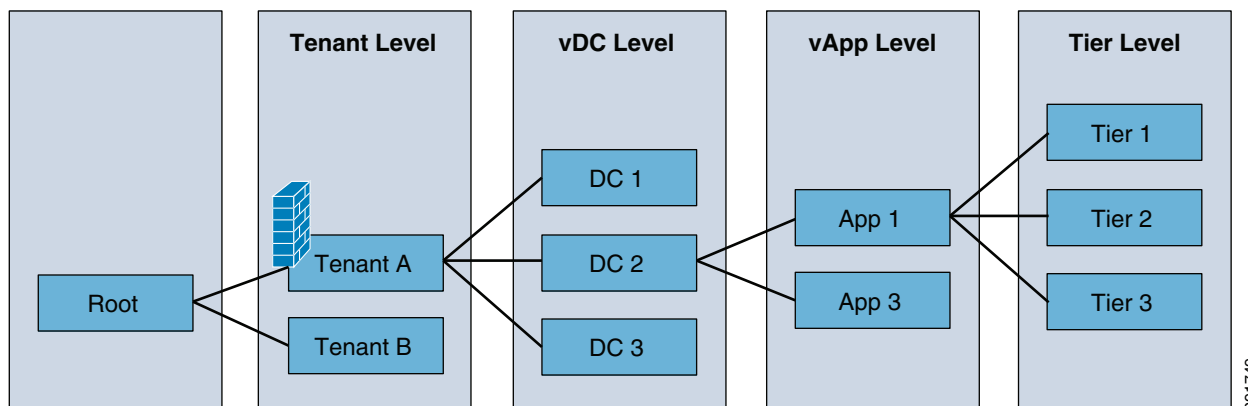 Tenant Level
vDC Level
vApp Level
Tier Level
Root
Tenant A
Tenant B
DC 1
DC 2
DC 3
App 1
App 3
Tier 1
Tier 2
Tier 3